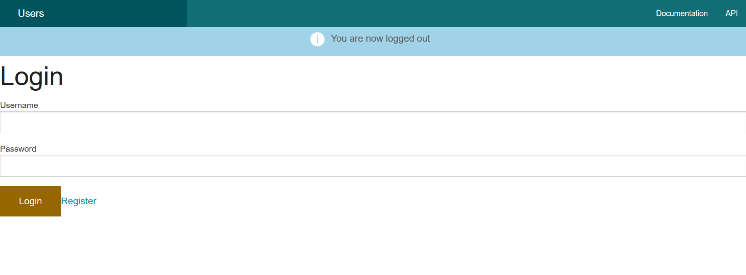 Users
Documentation
API
i
You are now logged out
Login
Username
Password
Login
Register